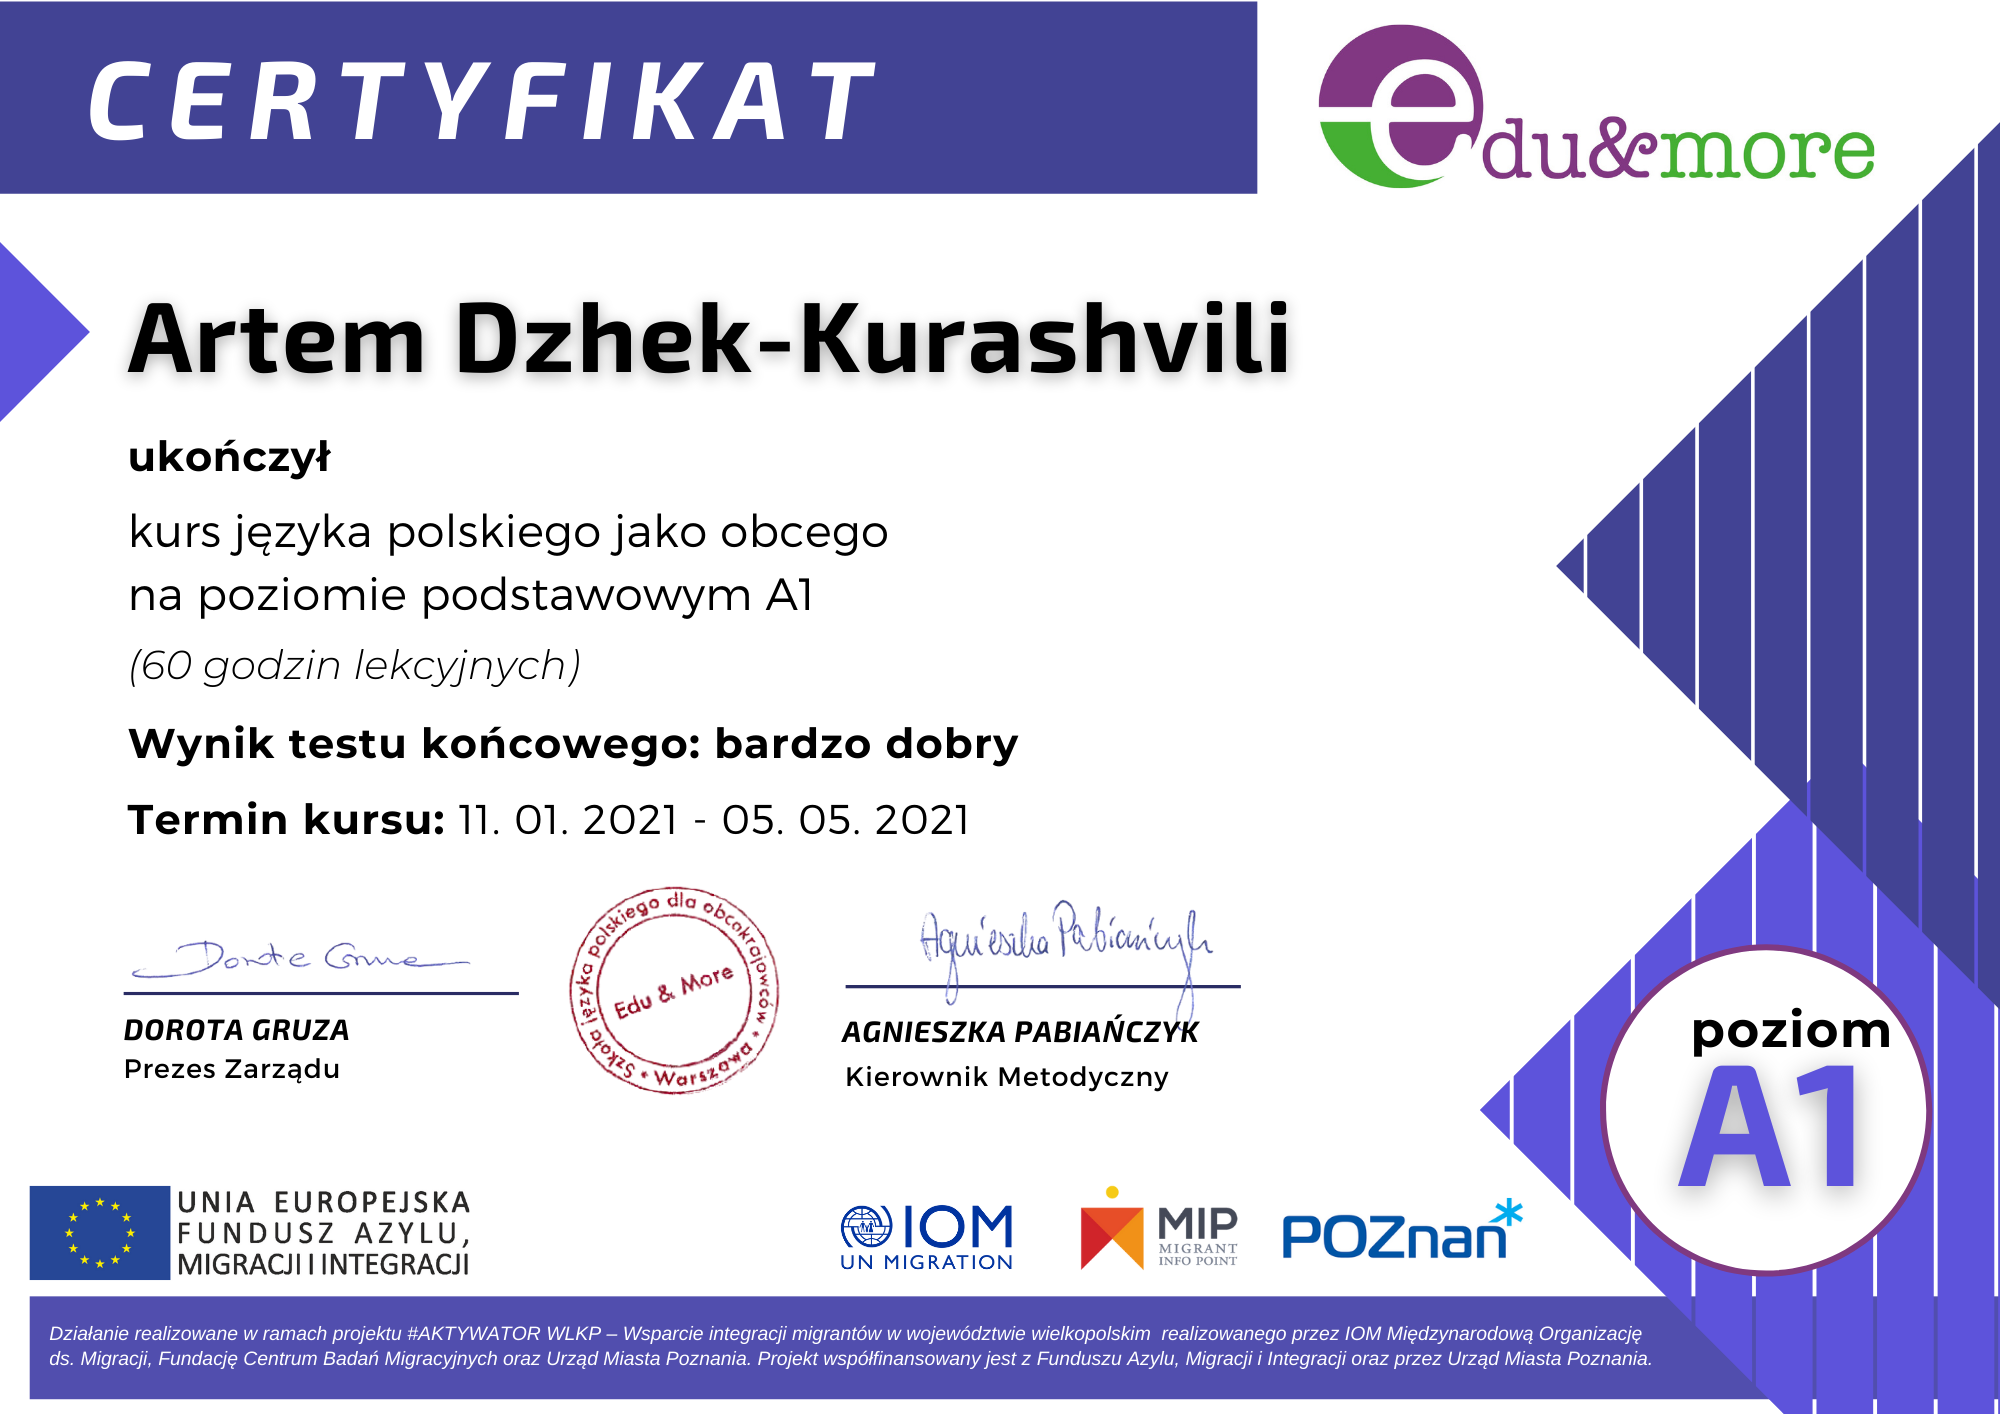 CERTYFIKAT
edu&more
Artem Dzhek-Kurashvili
ukończył
kurs języka polskiego jako obcego
na poziomie podstawowym A1
(60 godzin lekcyjnych)
Wynik testu końcowego: bardzo dobry
Termin kursu: 11. 01. 2021 - 05. 05. 2021
Dorota Gruza
Szkoła języka polskiego dla obcokrajowców • Warszawa •
Edu & More
Agnieszka Pabiańczyk
DOROTA GRUZA
Prezes Zarządu
AGNIESZKA PABIAŃCZYK
Kierownik Metodyczny
poziom
A1
UNIA EUROPEJSKA
FUNDUSZ AZYLU,
MIGRACJI I INTEGRACJI
IOM
UN MIGRATION
MIP
MIGRANT
INFO POINT
POZnan*
Działanie realizowane w ramach projektu #AKTYWATOR WLKP – Wsparcie integracji migrantów w województwie wielkopolskim realizowanego przez IOM Międzynarodową Organizację
ds. Migracji, Fundację Centrum Badań Migracyjnych oraz Urząd Miasta Poznania. Projekt współfinansowany jest z Funduszu Azylu, Migracji i Integracji oraz przez Urząd Miasta Poznania.